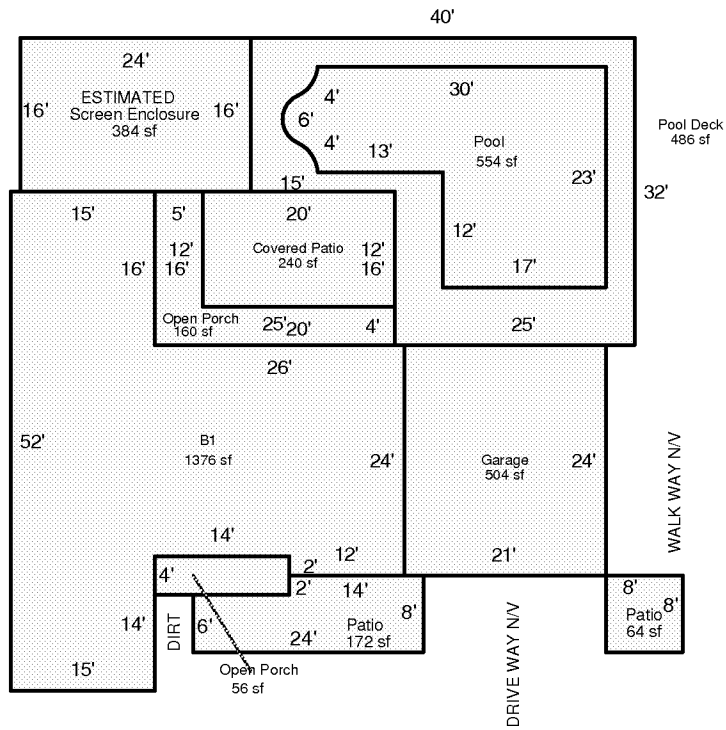 40'
24'
ESTIMATED
16' Screen Enclosure 16'
384 sf
4'
30'
6'
4'
13'
Pool
554 sf
Pool Deck
486 sf
15'
23'
32'
12'
17'
15'
5'
20'
12'
Covered Patio
12'
16'
16'
240 sf
16'
Open Porch
160 sf
25'
20'
4'
25'
26'
52'
B1
1376 sf
24'
Garage
504 sf
24'
WALK WAY N/V
14'
12'
21'
4'
2'
2'
14'
8'
8'
8'
14'
DIRT
6'
24'
Patio
172 sf
Patio
64 sf
DRIVE WAY N/V
15'
Open Porch
56 sf